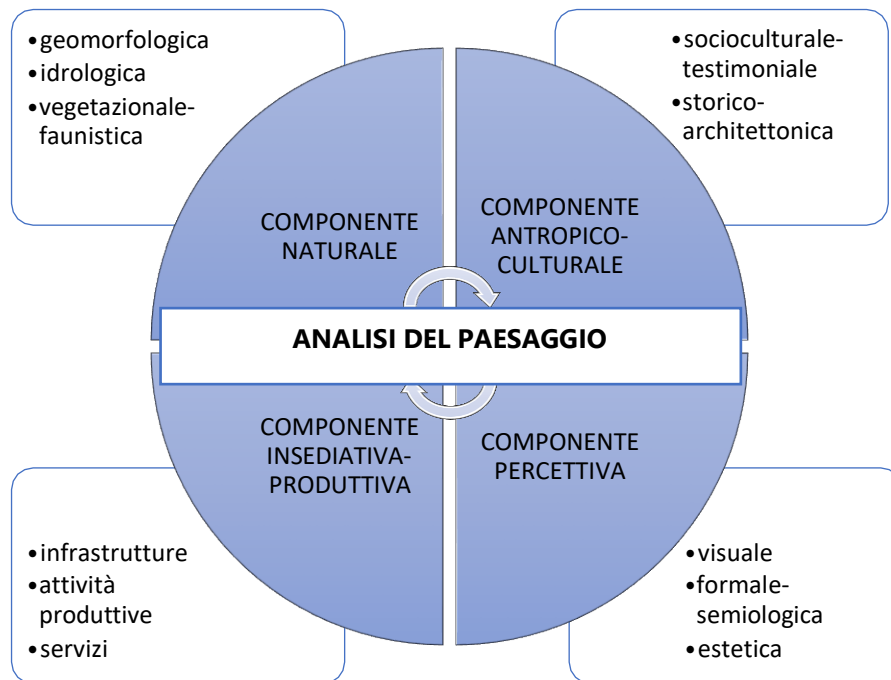 •geomorfologica
•idrologica
•vegetazionale-
faunistica
•socioculturale-
testimoniale
•storico-
architettonica
COMPONENTE
NATURALE
COMPONENTE
ANTROPICO-
CULTURALE
ANALISI DEL PAESAGGIO
COMPONENTE
INSEDIATIVA-
PRODUTTIVA
COMPONENTE
PERCETTIVA
•infrastrutture
•attività
produttive
•servizi
•visuale
•formale-
semiologica
•estetica